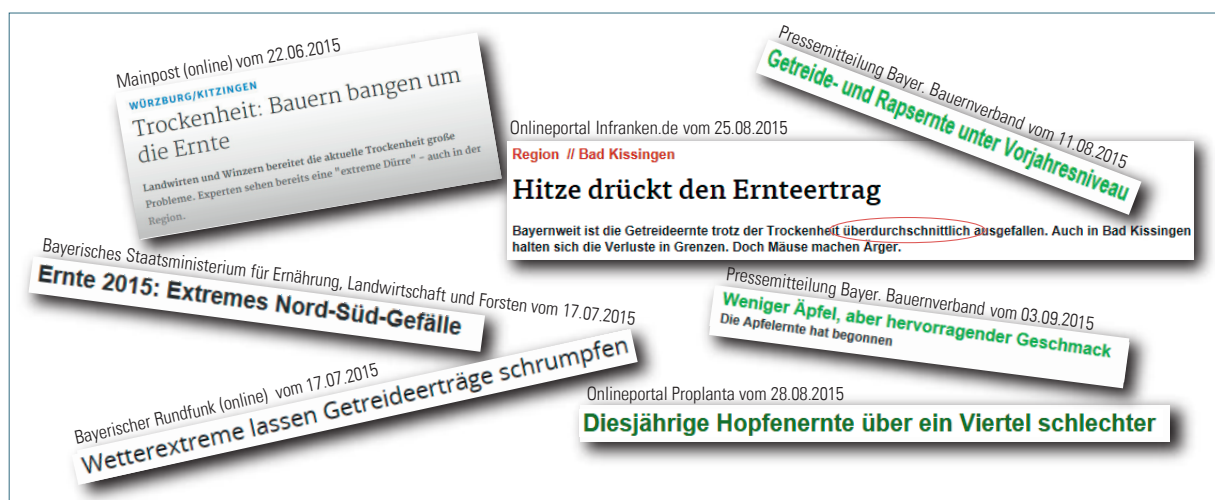 Mainpost (online) vom 22.06.2015
WÜRZBURG/KITZINGEN
Trockenheit: Bauern bangen um
die Ernte
Landwirten und Winzern bereitet die aktuelle Trockenheit große
Probleme. Experten sehen bereits eine "extreme Dürre" – auch in der
Region.
Pressemitteilung Bayer. Bauernverband vom 11.08.2015
Getreide- und Rapsernte unter Vorjahresniveau
Onlineportal Infranken.de vom 25.08.2015
Region // Bad Kissingen
Hitze drückt den Ernteertrag
Bayernweit ist die Getreideernte trotz der Trockenheit überdurchschnittlich ausgefallen. Auch in Bad Kissingen
halten sich die Verluste in Grenzen. Doch Mäuse machen Ärger.
Bayerisches Staatsministerium für Ernährung, Landwirtschaft und Forsten vom 17.07.2015
Ernte 2015: Extremes Nord-Süd-Gefälle
Pressemitteilung Bayer. Bauernverband vom 03.09.2015
Weniger Äpfel, aber hervorragender Geschmack
Die Apfelernte hat begonnen
Bayerischer Rundfunk (online) vom 17.07.2015
Wetterextreme lassen Getreideerträge schrumpfen
Onlineportal Proplanta vom 28.08.2015
Diesjährige Hopfenernte über ein Viertel schlechter